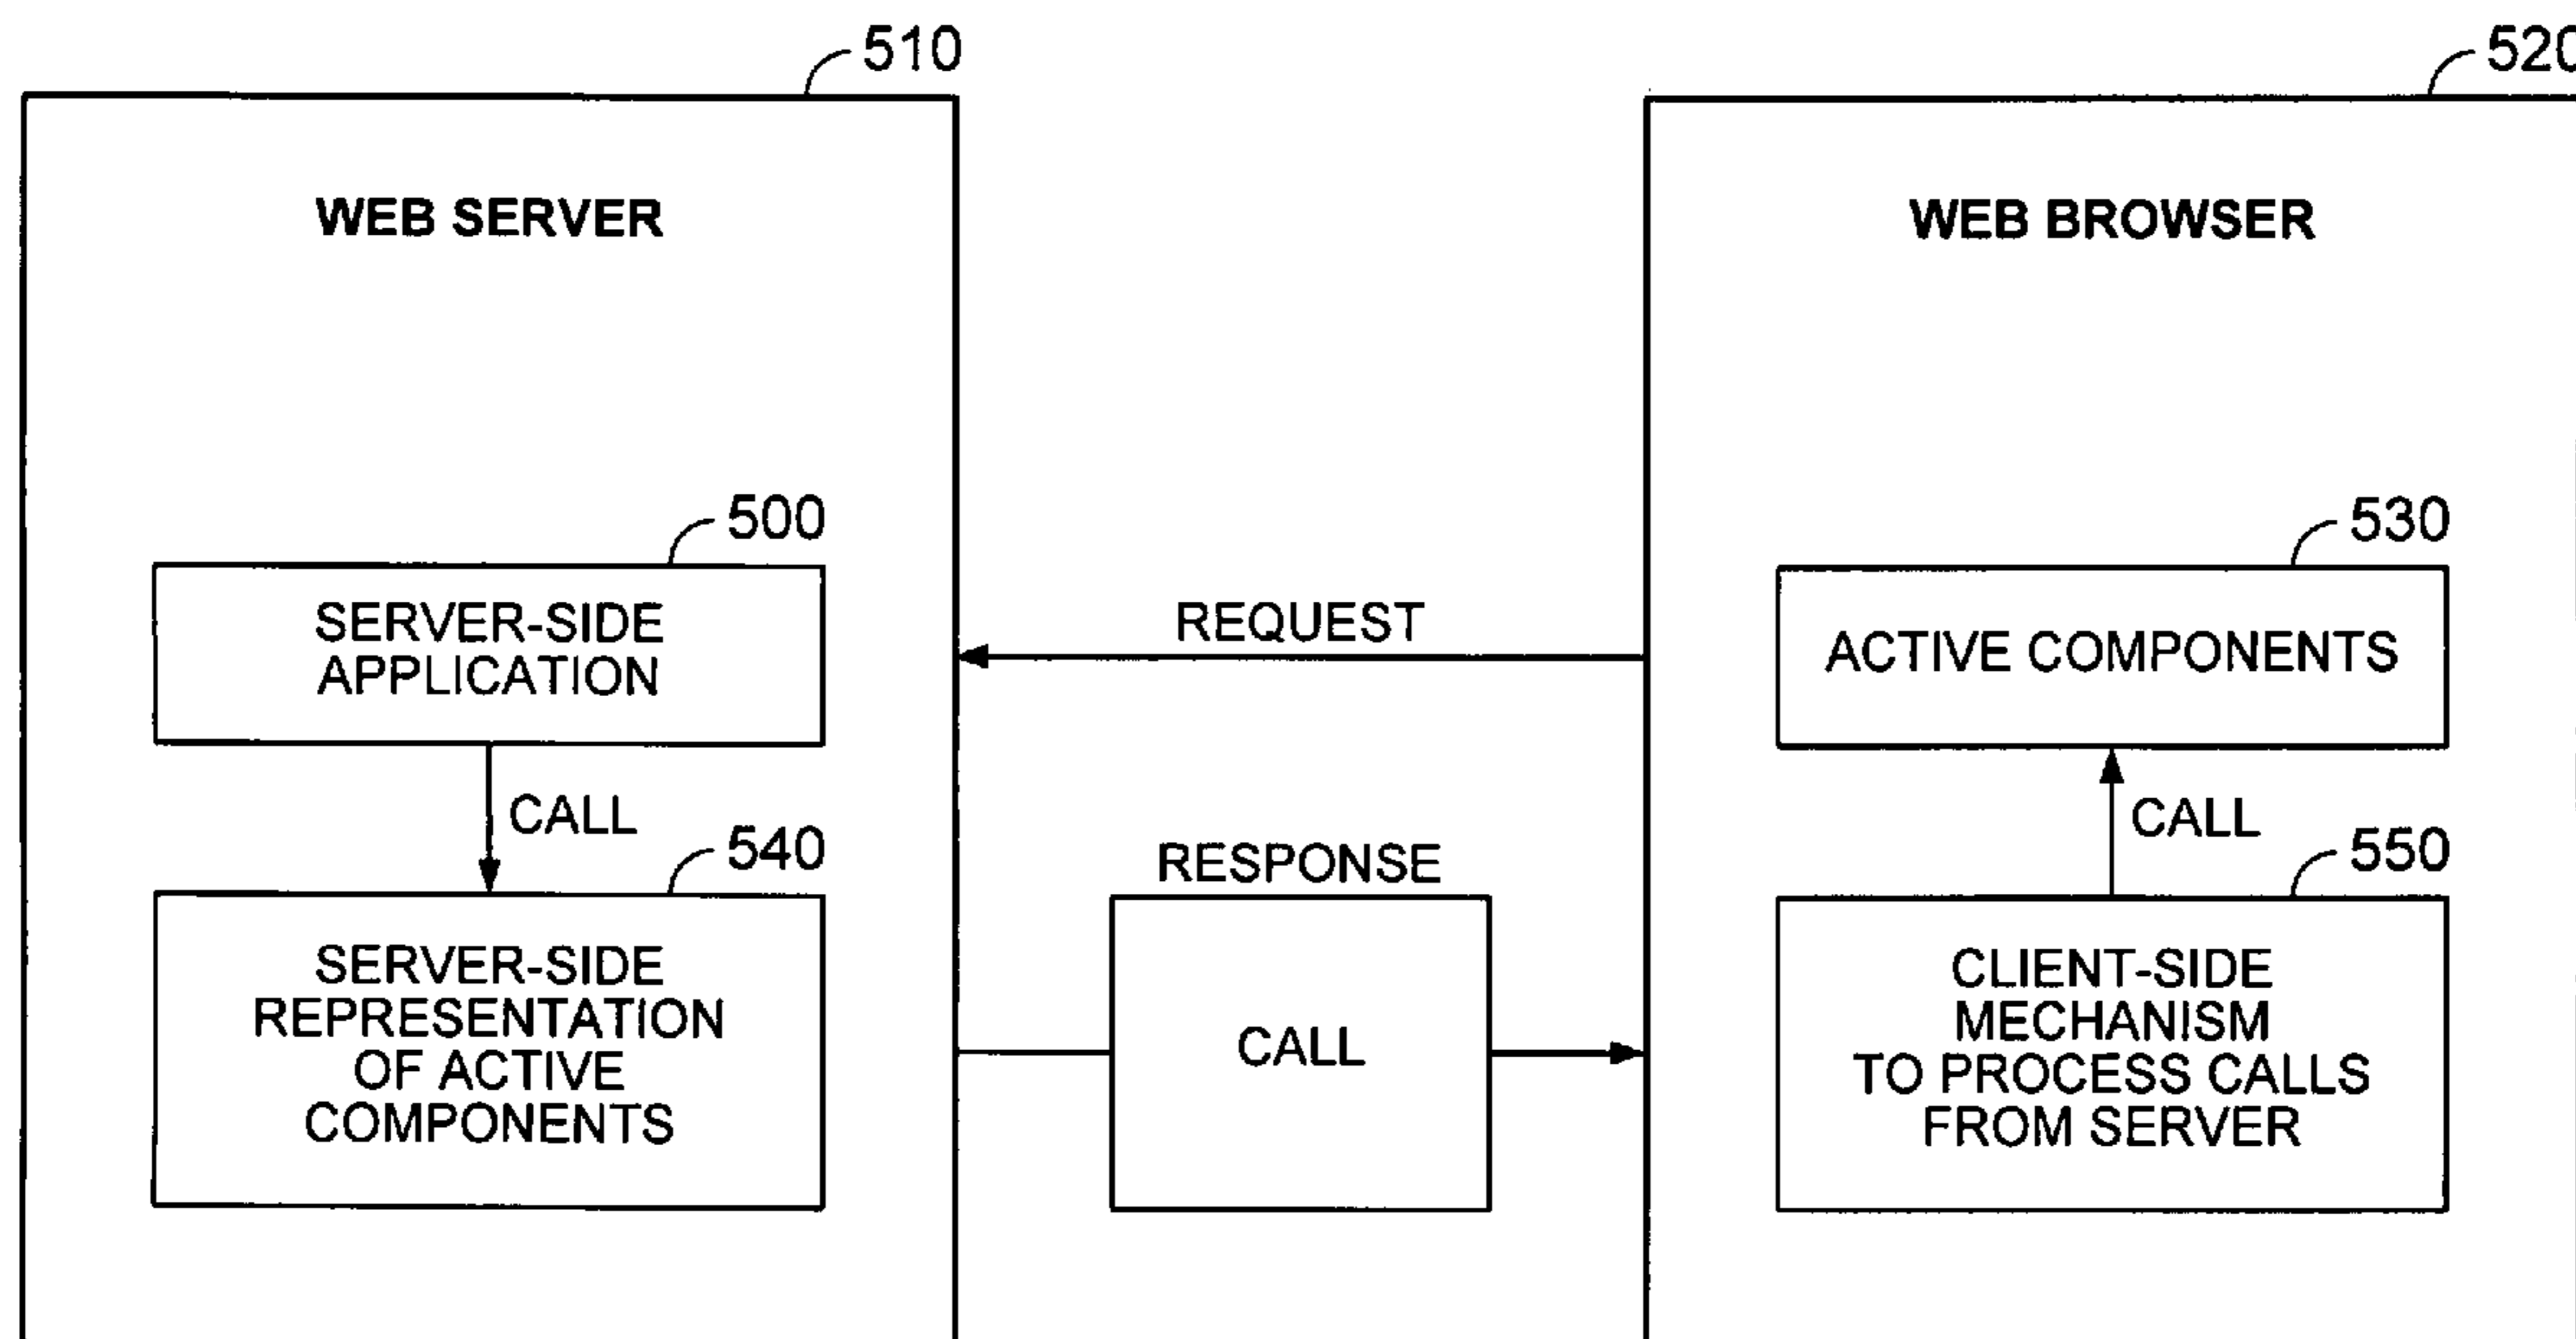 510
520
WEB SERVER
WEB BROWSER
500
SERVER-SIDE
APPLICATION
CALL
540
SERVER-SIDE
REPRESENTATION
OF ACTIVE
COMPONENTS
REQUEST
RESPONSE
CALL
530
ACTIVE COMPONENTS
CALL
550
CLIENT-SIDE
MECHANISM
TO PROCESS CALLS
FROM SERVER